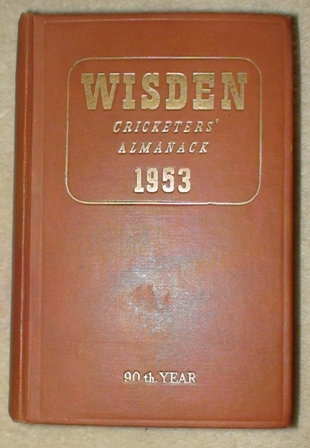 WISDEN
CRICKETERS'
ALMANACK
1953
90th. YEAR